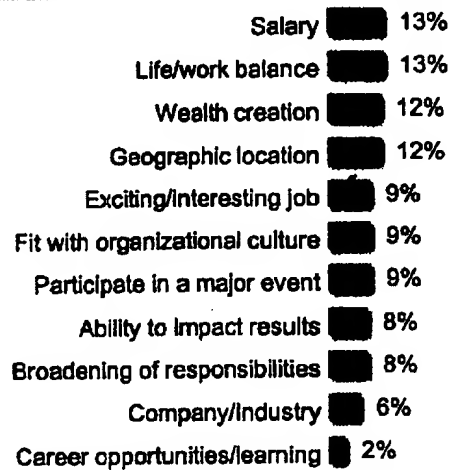 Salary 13%
Life/work balance 13%
Wealth creation 12%
Geographic location 12%
Exciting/Interesting job 9%
Fit with organizational culture 9%
Participate in a major event 9%
Ability to Impact results 8%
Broadening of responsibilities 8%
Company/Industry 6%
Career opportunities/learning 2%